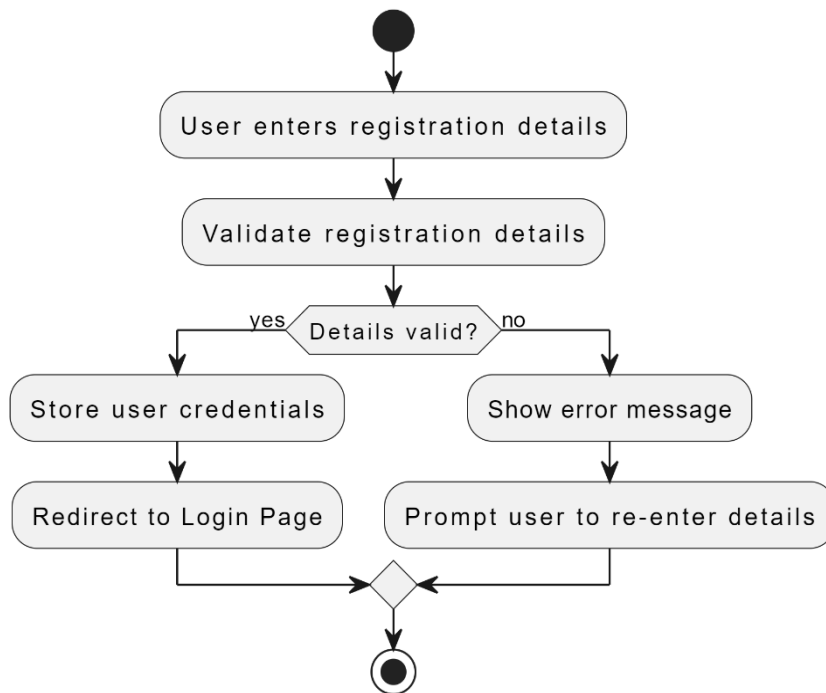 User enters registration details
Validate registration details
yes
Details valid?
no
Store user credentials
Show error message
Redirect to Login Page
Prompt user to re-enter details